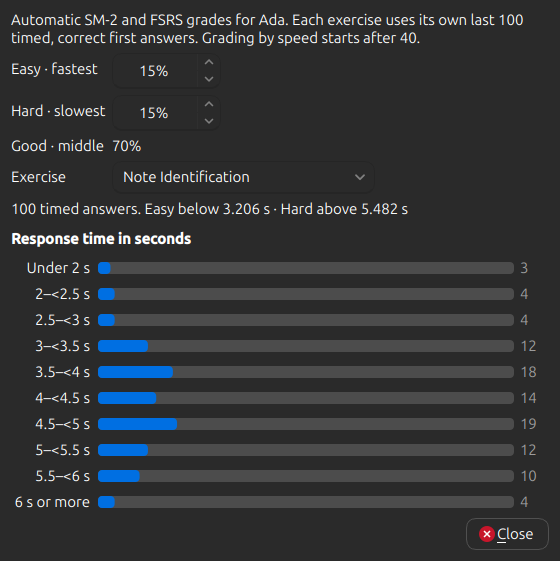 Automatic SM-2 and FSRS grades for Ada. Each exercise uses its own last 100
timed, correct first answers. Grading by speed starts after 40.
Easy · fastest 15%
Hard · slowest 15%
Good · middle 70%
Exercise Note Identification
100 timed answers. Easy below 3.206 s · Hard above 5.482 s
Response time in seconds
Under 2 s 3
2–<2.5 s 4
2.5–<3 s 4
3–<3.5 s 12
3.5–<4 s 18
4–<4.5 s 14
4.5–<5 s 19
5–<5.5 s 12
5.5–<6 s 10
6 s or more 4
Close